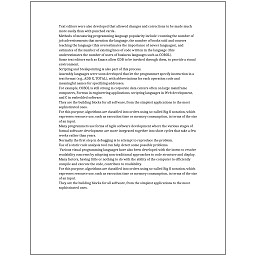 Text editors were also developed that allowed changes and corrections to be made much
more easily than with punched cards.
Methods of measuring programming language popularity include: counting the number of
job advertisements that mention the language, the number of books sold and courses
teaching the language (this overestimates the importance of newer languages), and
estimates of the number of existing lines of code written in the language (this
underestimates the number of users of business languages such as COBOL).
Some text editors such as Emacs allow GDB to be invoked through them, to provide a visual
environment.
Scripting and breakpointing is also part of this process.
Assembly languages were soon developed that let the programmer specify instruction in a
text format (e.g., ADD X, TOTAL), with abbreviations for each operation code and
meaningful names for specifying addresses.
For example, COBOL is still strong in corporate data centers often on large mainframe
computers, Fortran in engineering applications, scripting languages in Web development,
and C in embedded software.
They are the building blocks for all software, from the simplest applications to the most
sophisticated ones.
For this purpose, algorithms are classified into orders using so-called Big O notation, which
expresses resource use, such as execution time or memory consumption, in terms of the size
of an input.
Many programmers use forms of Agile software development where the various stages of
formal software development are more integrated together into short cycles that take a few
weeks rather than years.
Normally the first step in debugging is to attempt to reproduce the problem.
Use of a static code analysis tool can help detect some possible problems.
Various visual programming languages have also been developed with the intent to resolve
readability concerns by adopting non-traditional approaches to code structure and display.
Many factors, having little or nothing to do with the ability of the computer to efficiently
compile and execute the code, contribute to readability.
For this purpose, algorithms are classified into orders using so-called Big O notation, which
expresses resource use, such as execution time or memory consumption, in terms of the size
of an input.
They are the building blocks for all software, from the simplest applications to the most
sophisticated ones.